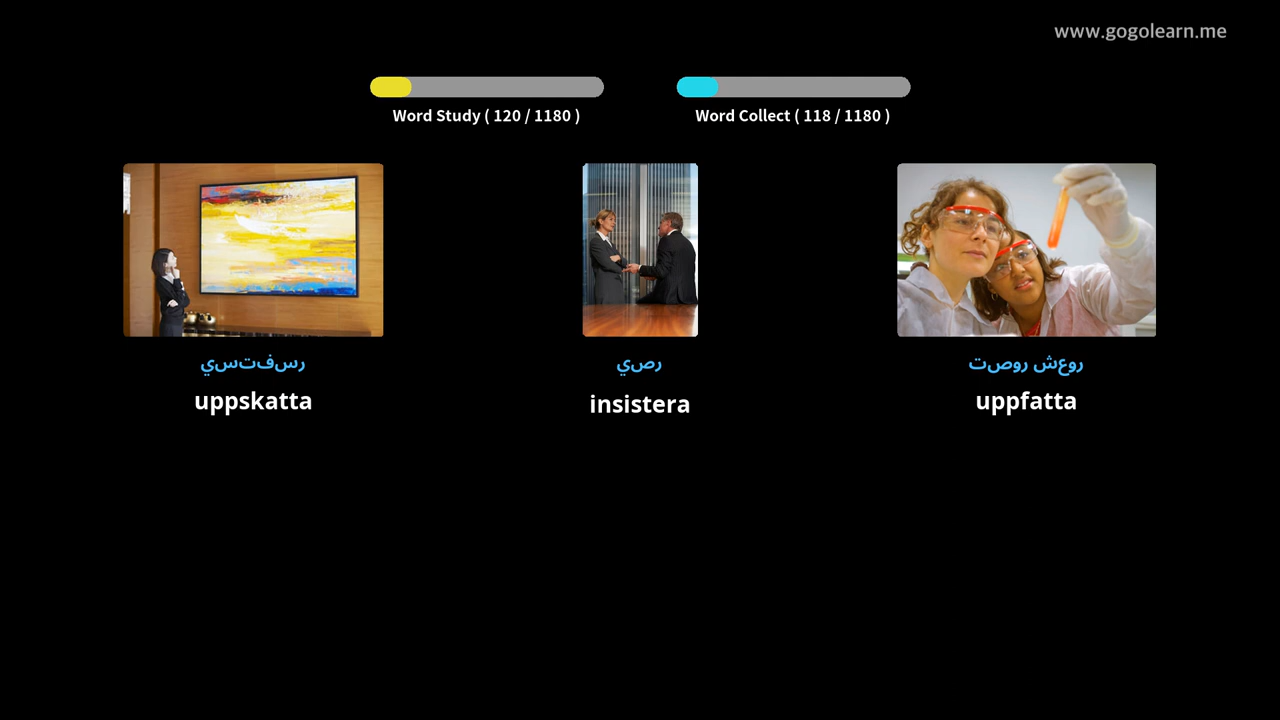 www.gogolearn.me
Word Study ( 120 / 1180 )
Word Collect ( 118 / 1180 )
رسفتسي
uppskatta
رصي
insistera
روعش روصت
uppfatta